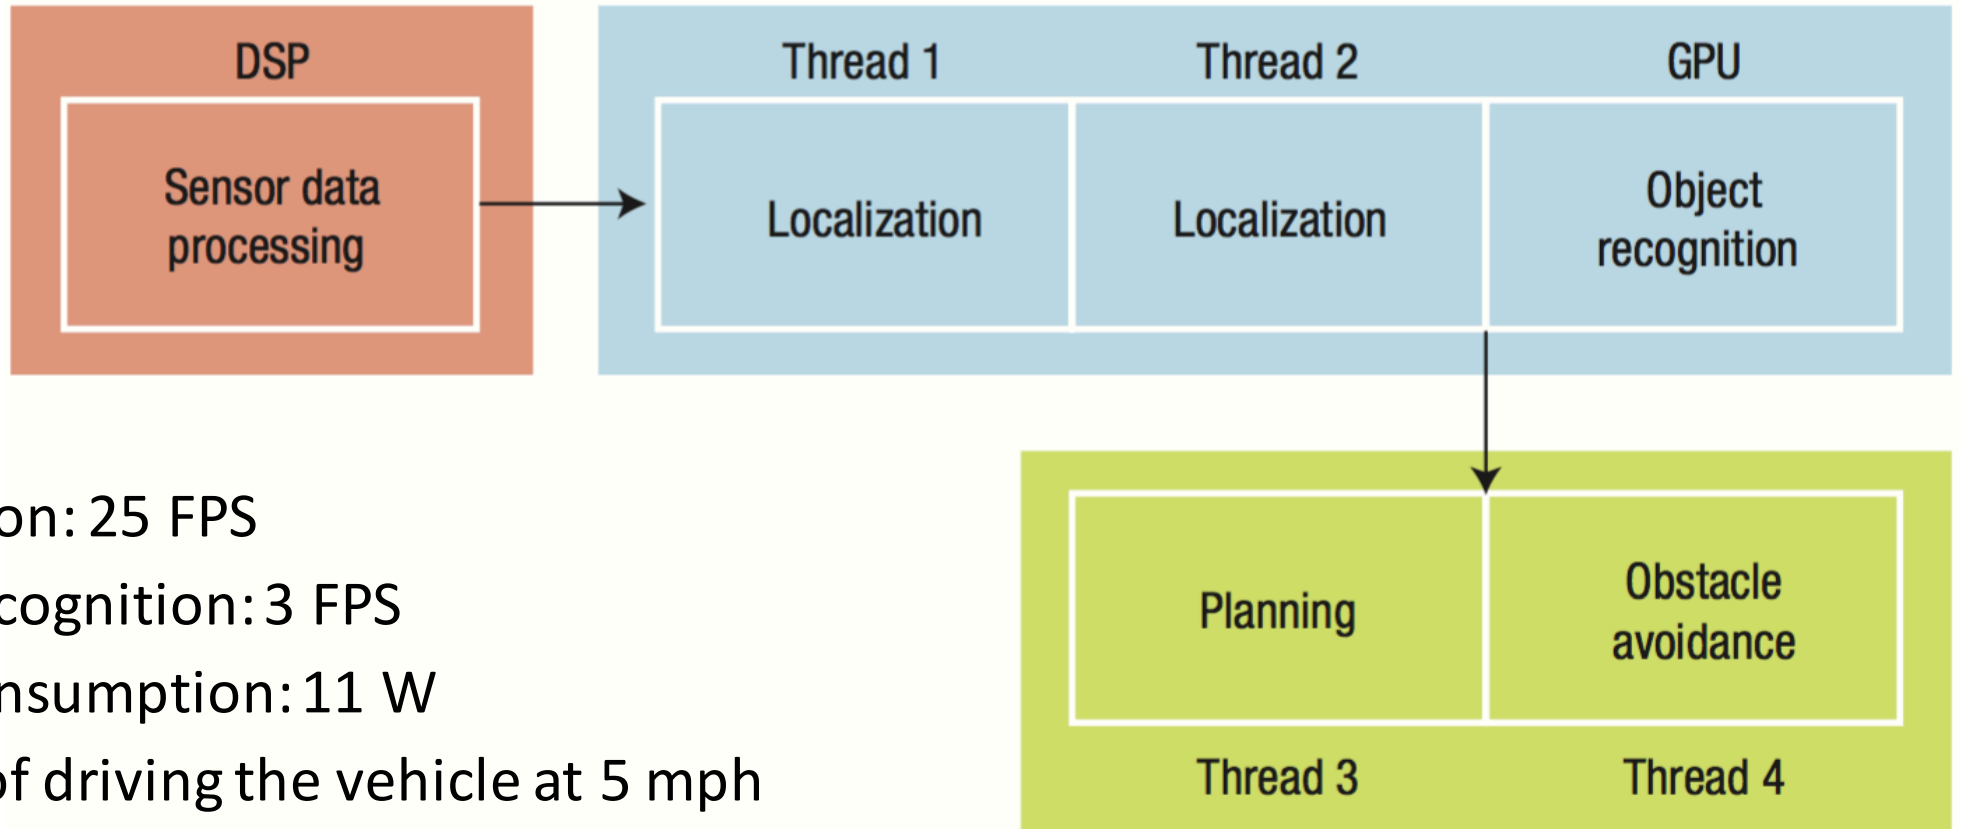 DSP
Thread 1
Thread 2
GPU
Sensor data
processing
Localization
Localization
Object
recognition
on: 25 FPS
cognition: 3 FPS
nsumption: 11 W
of driving the vehicle at 5 mph
Planning
Obstacle
avoidance
Thread 3
Thread 4